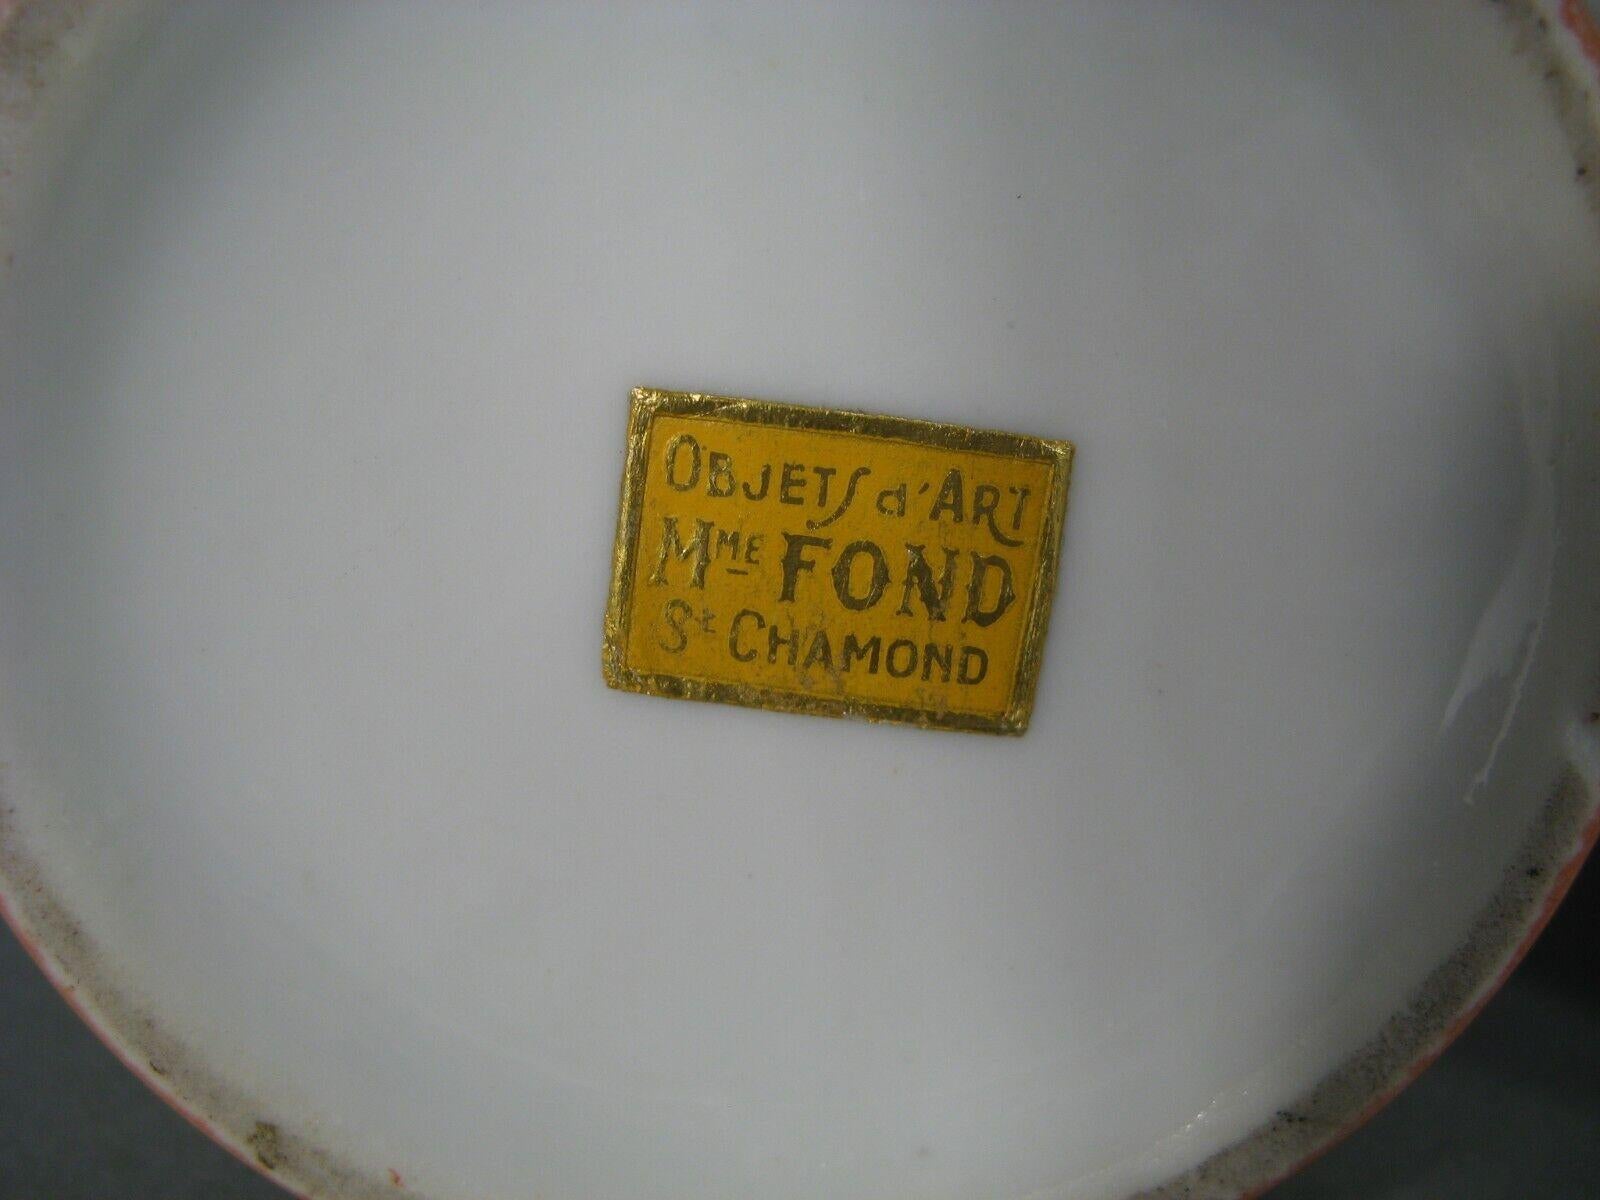 OBJETS d'ART
Mme FOND
St CHAMOND